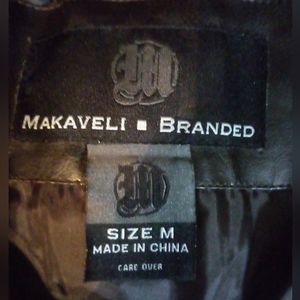 M
MAKAVELI ▪ BRANDED
M
SIZE M
MADE IN CHINA
CARE OVER